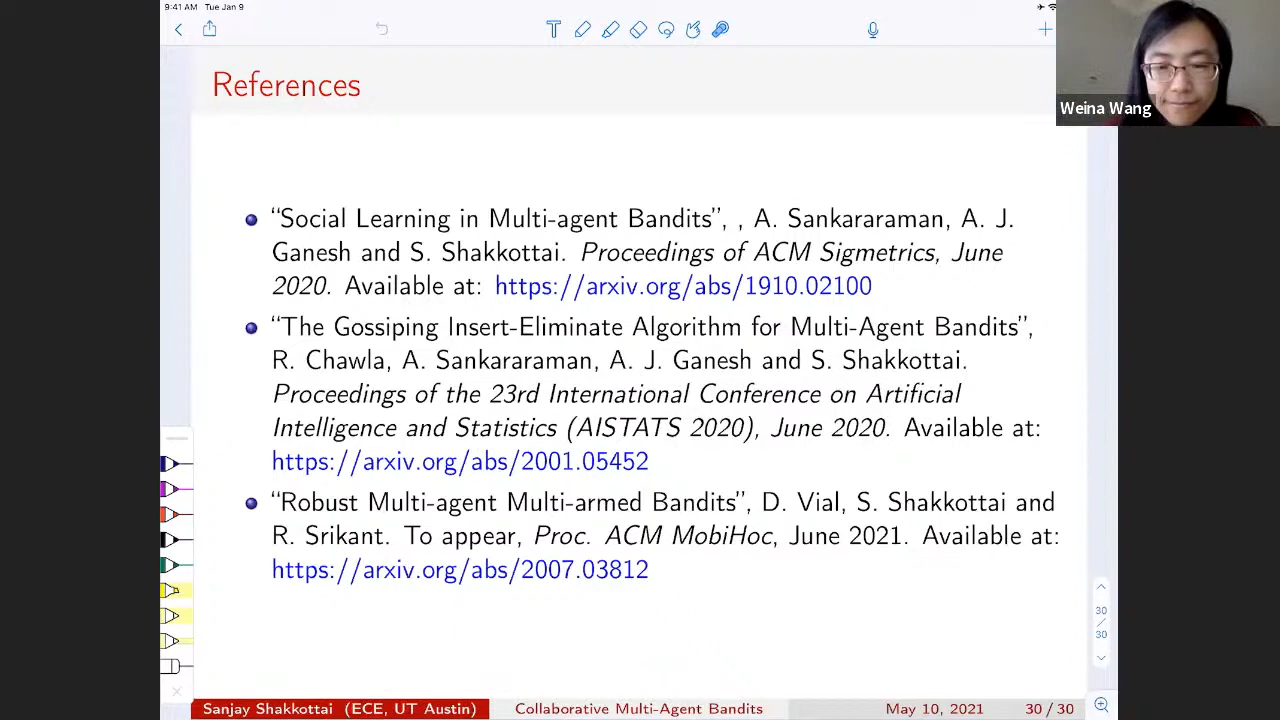 9:41 AM Tue Jan 9
References
Weina Wang
“Social Learning in Multi-agent Bandits”, , A. Sankararaman, A. J.
Ganesh and S. Shakkottai. Proceedings of ACM Sigmetrics, June
2020. Available at: https://arxiv.org/abs/1910.02100
“The Gossiping Insert-Eliminate Algorithm for Multi-Agent Bandits”,
R. Chawla, A. Sankararaman, A. J. Ganesh and S. Shakkottai.
Proceedings of the 23rd International Conference on Artificial
Intelligence and Statistics (AISTATS 2020), June 2020. Available at:
https://arxiv.org/abs/2001.05452
“Robust Multi-agent Multi-armed Bandits”, D. Vial, S. Shakkottai and
R. Srikant. To appear, Proc. ACM MobiHoc, June 2021. Available at:
https://arxiv.org/abs/2007.03812
30
/
30
Sanjay Shakkottai (ECE, UT Austin) Collaborative Multi-Agent Bandits May 10, 2021 30 / 30